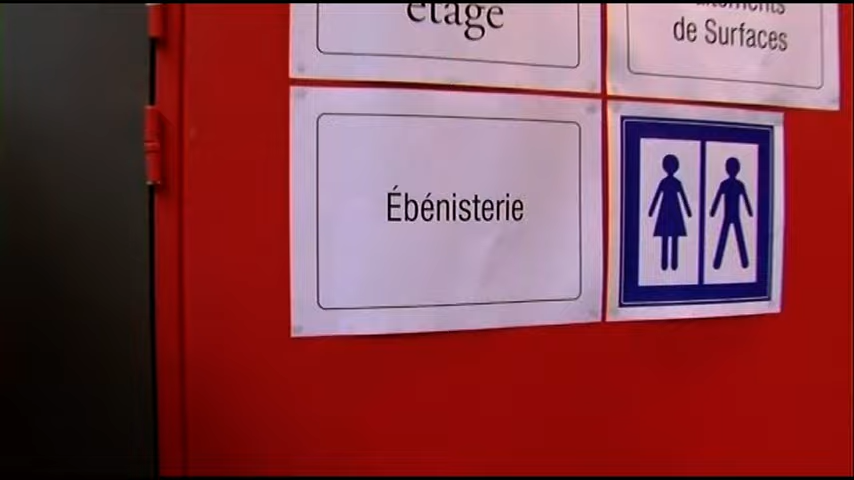 étage
de Surfaces
Ébénisterie